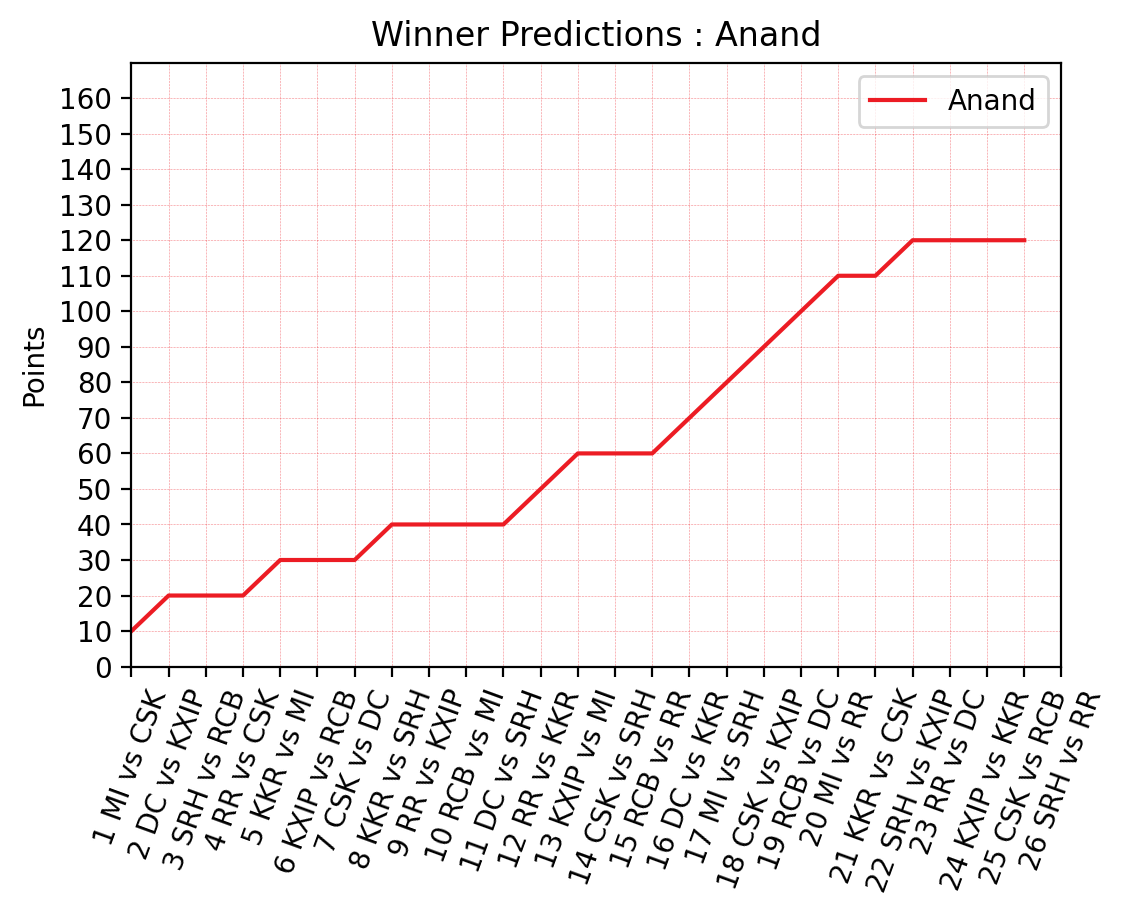 Winner Predictions : Anand
Anand
Points
160
150
140
130
120
110
100
90
80
70
60
50
40
30
20
10
0
1 MI vs CSK
2 DC vs KXIP
3 SRH vs RCB
4 RR vs CSK
5 KKR vs MI
6 KXIP vs RCB
7 CSK vs DC
8 KKR vs SRH
9 RR vs KXIP
10 RCB vs MI
11 DC vs SRH
12 RR vs KKR
13 KXIP vs MI
14 CSK vs SRH
15 RCB vs RR
16 DC vs KKR
17 MI vs SRH
18 CSK vs KXIP
19 RCB vs DC
20 MI vs RR
21 KKR vs CSK
22 SRH vs KXIP
23 RR vs DC
24 KXIP vs KKR
25 CSK vs RCB
26 SRH vs RR